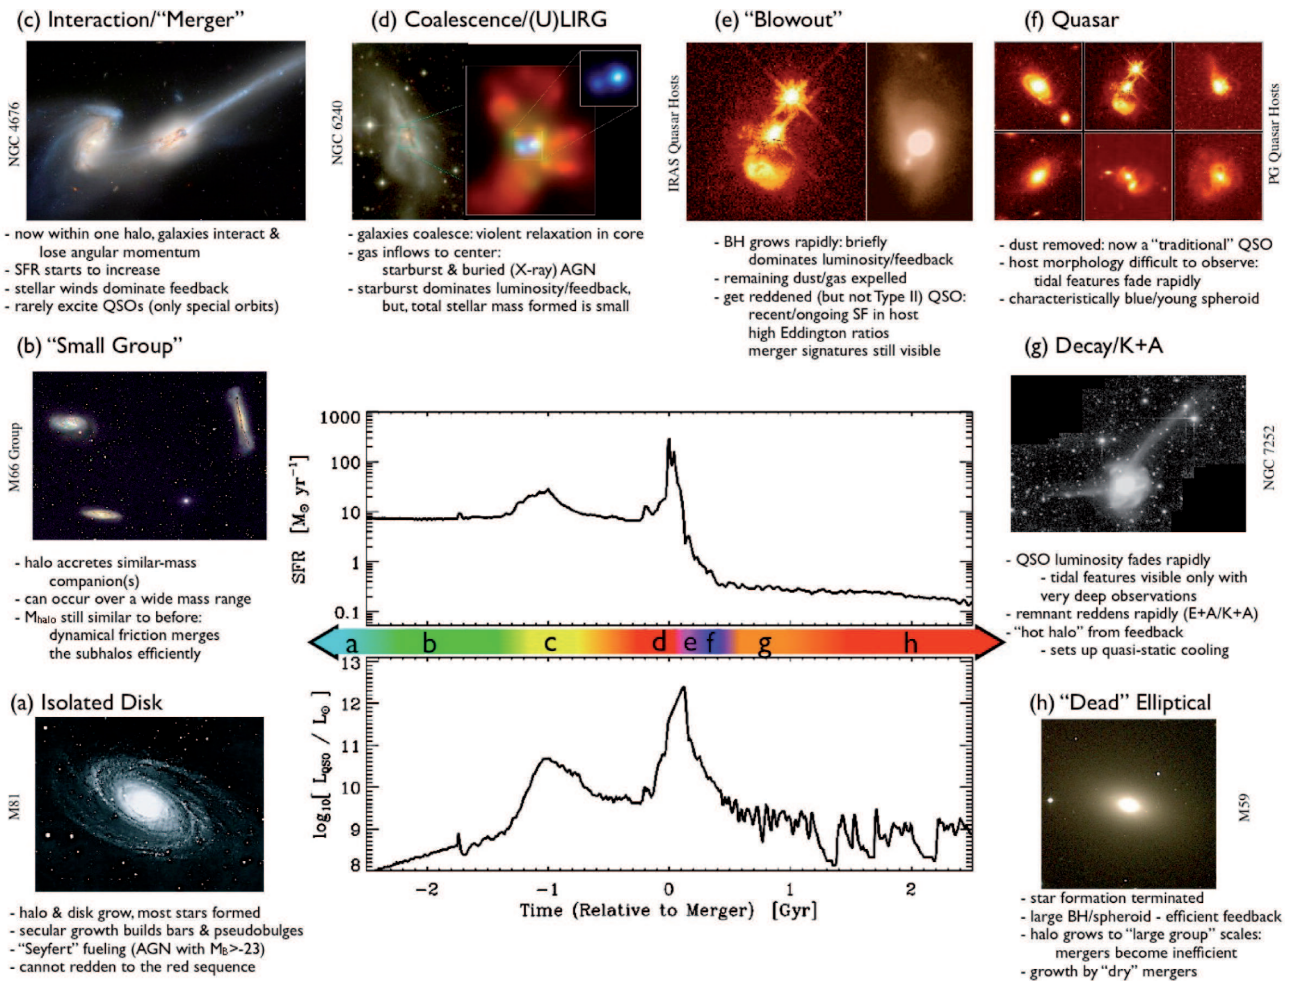 (c) Interaction/“Merger”
NGC 4676
- now within one halo, galaxies interact &
lose angular momentum
- SFR starts to increase
- stellar winds dominate feedback
- rarely excite QSOs (only special orbits)
(d) Coalescence/(U)LIRG
NGC 6240
- galaxies coalesce: violent relaxation in core
- gas inflows to center:
starburst & buried (X-ray) AGN
- starburst dominates luminosity/feedback,
but, total stellar mass formed is small
(e) “Blowout”
IRAS Quasar Hosts
- BH grows rapidly: briefly
dominates luminosity/feedback
- remaining dust/gas expelled
- get reddened (but not Type II) QSO:
recent/ongoing SF in host
high Eddington ratios
merger signatures still visible
(f) Quasar
PG Quasar Hosts
- dust removed: now a “traditional” QSO
- host morphology difficult to observe:
tidal features fade rapidly
- characteristically blue/young spheroid
(b) “Small Group”
M66 Group
- halo accretes similar-mass
companion(s)
- can occur over a wide mass range
- Mhalo still similar to before:
dynamical friction merges
the subhalos efficiently
(g) Decay/K+A
NGC 7252
- QSO luminosity fades rapidly
- tidal features visible only with
very deep observations
- remnant reddens rapidly (E+A/K+A)
- “hot halo” from feedback
- sets up quasi-static cooling
(a) Isolated Disk
M81
- halo & disk grow, most stars formed
- secular growth builds bars & pseudobulges
- “Seyfert” fueling (AGN with MB>-23)
- cannot redden to the red sequence
(h) “Dead” Elliptical
M59
- star formation terminated
- large BH/spheroid - efficient feedback
- halo grows to “large group” scales:
mergers become inefficient
- growth by “dry” mergers
SFR [M⊙ yr⁻¹]
1000
100
10
1
0.1
a b c d e f g h
log₁₀[ LQSO / L⊙ ]
13
12
11
10
9
8
-2 -1 0 1 2
Time (Relative to Merger) [Gyr]